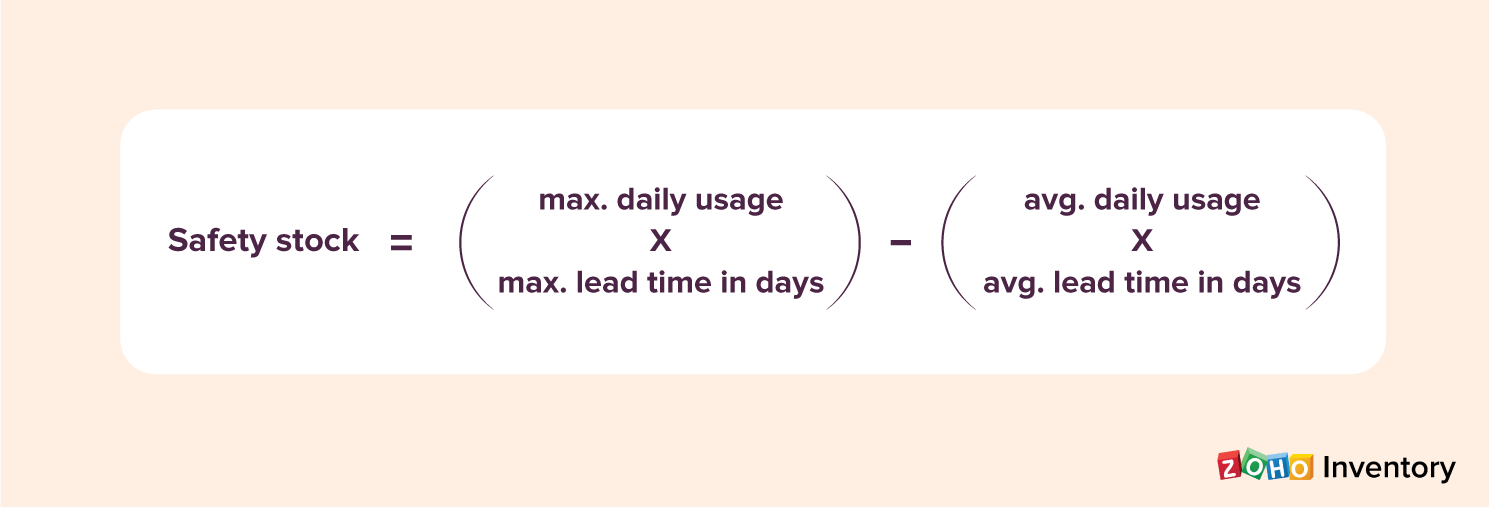 Safety stock = ( max. daily usage X max. lead time in days ) – ( avg. daily usage X avg. lead time in days )
ZOHO Inventory